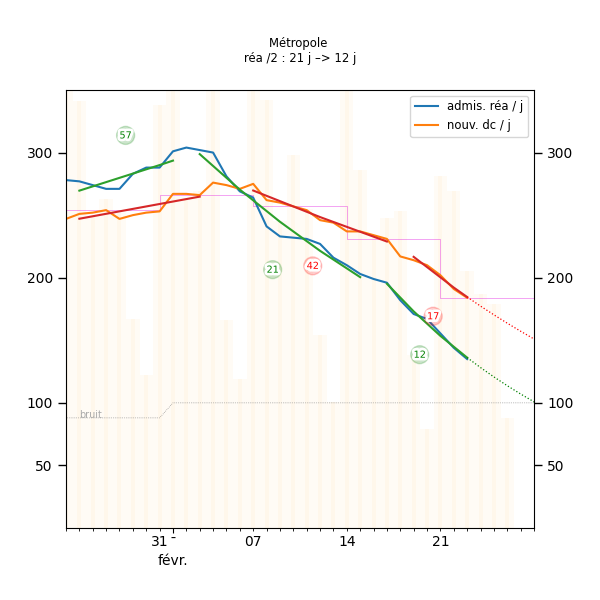 Métropole
réa /2 : 21 j –> 12 j
admis. réa / j
nouv. dc / j
57
300
300
21
42
200
200
17
12
100
100
bruit
50
50
31 -
07
14
21
févr.